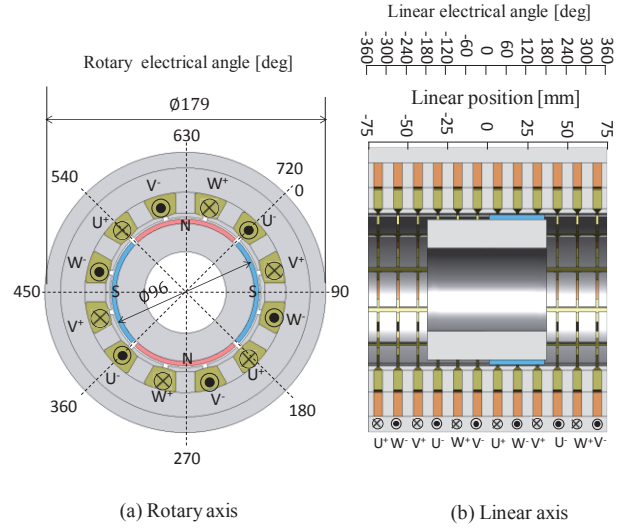 Rotary electrical angle [deg]
Ø179
630
540
720
0
V⁻
W⁺
U⁺
U⁻
N
W⁻
V⁺
450
S
S
90
Ø96
V⁺
W⁻
N
U⁻
U⁺
W⁺
V⁻
360
180
270
(a) Rotary axis
Linear electrical angle [deg]
-360
-300
-240
-180
-120
-60
0
60
120
180
240
300
360
Linear position [mm]
-75
-50
-25
0
25
50
75
U⁺ W⁻ V⁺ U⁻ W⁺ V⁻ U⁺ W⁻ V⁺ U⁻ W⁺ V⁻
(b) Linear axis